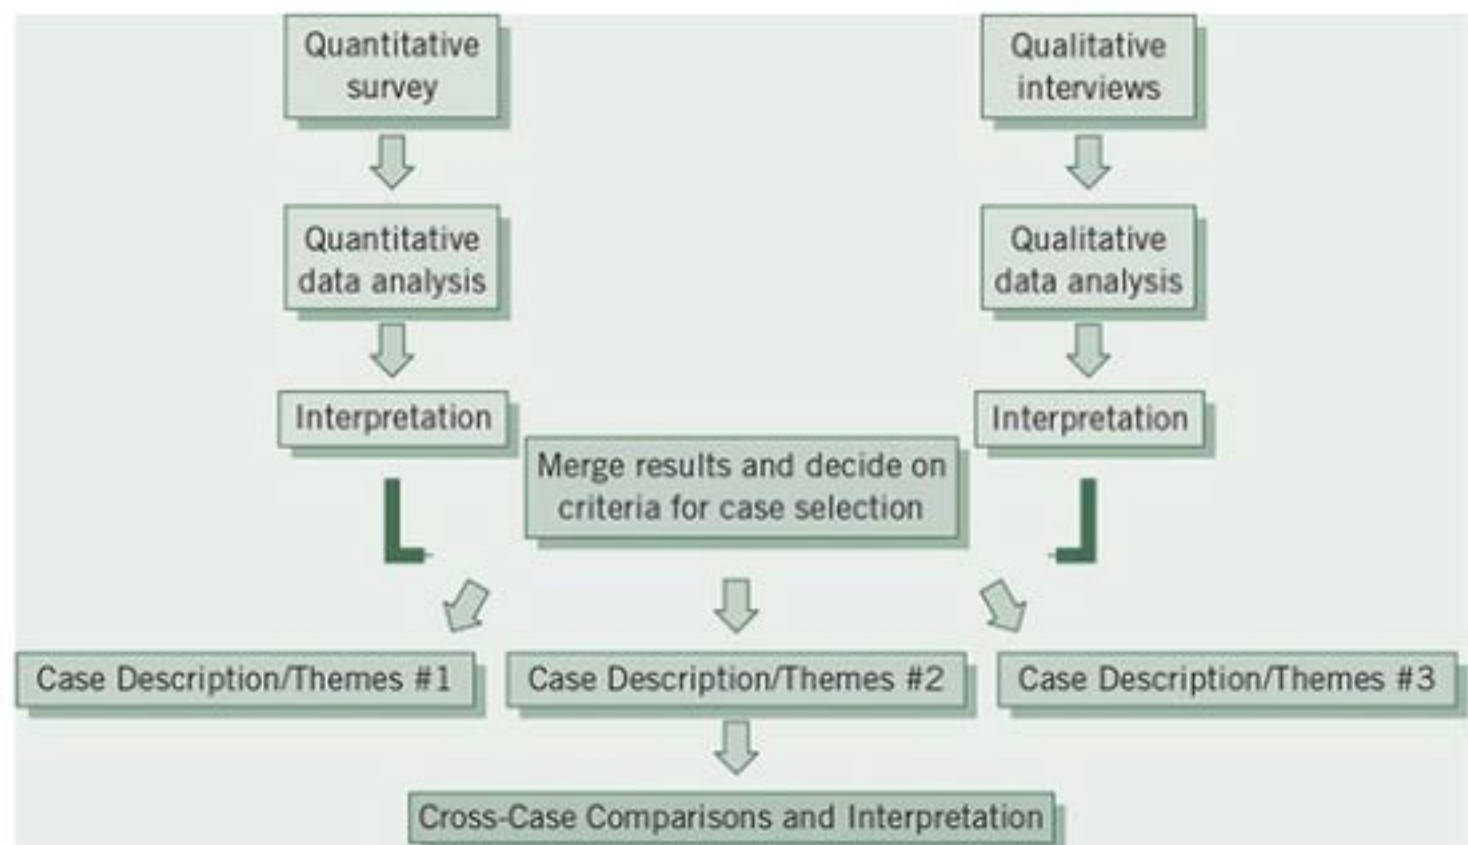 Quantitative
survey
Qualitative
interviews
Quantitative
data analysis
Qualitative
data analysis
Interpretation
Interpretation
Merge results and decide on
criteria for case selection
Case Description/Themes #1
Case Description/Themes #2
Case Description/Themes #3
Cross-Case Comparisons and Interpretation